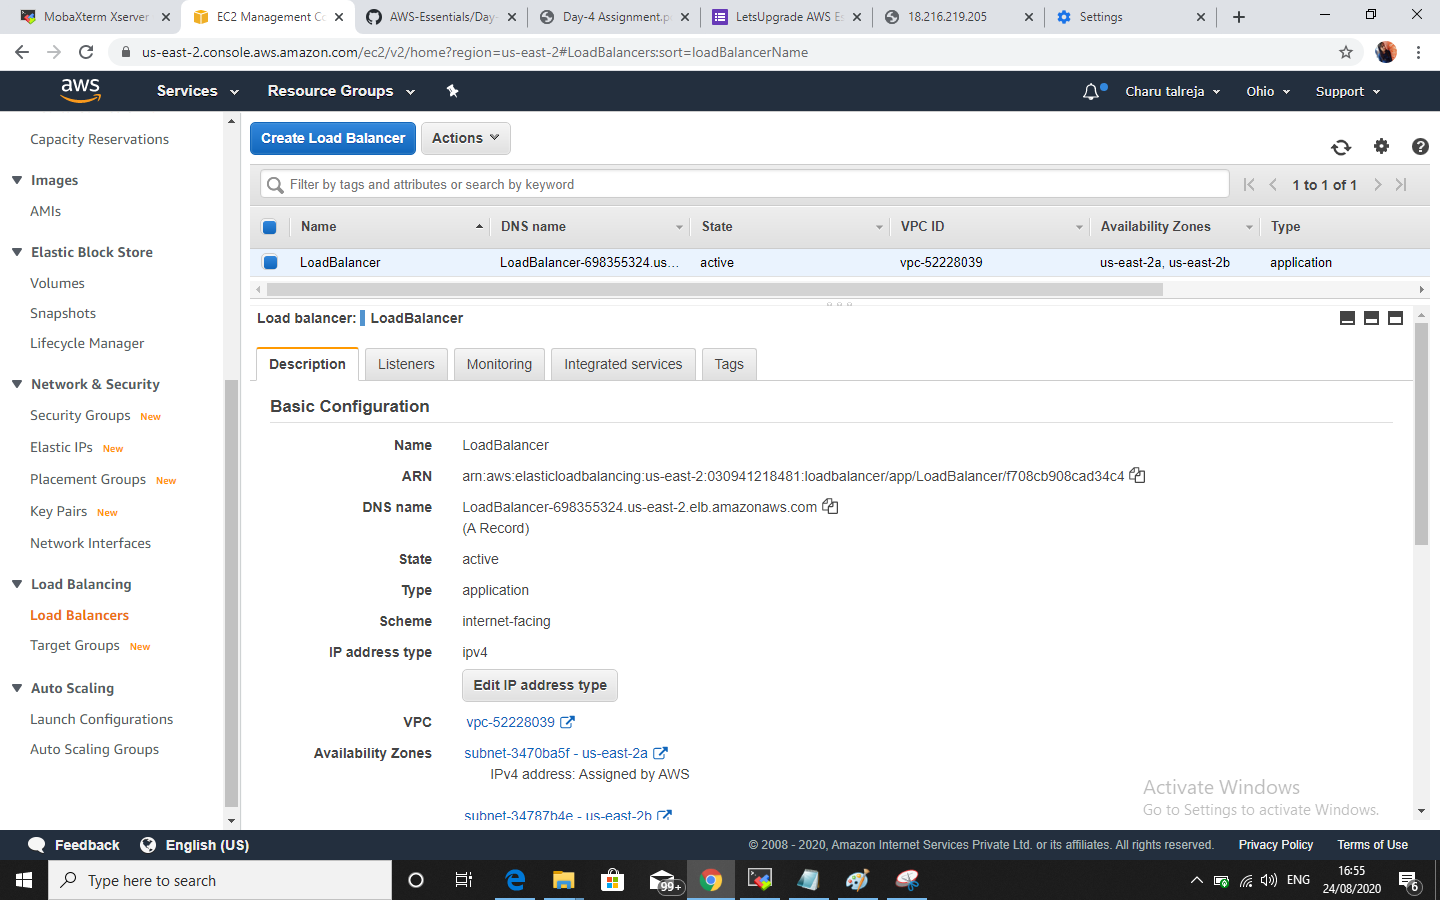 MobaXterm Xserver
EC2 Management Co
AWS-Essentials/Day-
Day-4 Assignment.p
LetsUpgrade AWS Es
18.216.219.205
Settings
us-east-2.console.aws.amazon.com/ec2/v2/home?region=us-east-2#LoadBalancers:sort=loadBalancerName
aws Services Resource Groups Charu talreja Ohio Support
Capacity Reservations
Images
AMIs
Elastic Block Store
Volumes
Snapshots
Lifecycle Manager
Network & Security
Security Groups New
Elastic IPs New
Placement Groups New
Key Pairs New
Network Interfaces
Load Balancing
Load Balancers
Target Groups New
Auto Scaling
Launch Configurations
Auto Scaling Groups
Create Load Balancer Actions
Filter by tags and attributes or search by keyword 1 to 1 of 1
Name DNS name State VPC ID Availability Zones Type
LoadBalancer LoadBalancer-698355324.us... active vpc-52228039 us-east-2a, us-east-2b application
Load balancer: LoadBalancer
Description Listeners Monitoring Integrated services Tags
Basic Configuration
Name LoadBalancer
ARN arn:aws:elasticloadbalancing:us-east-2:030941218481:loadbalancer/app/LoadBalancer/f708cb908cad34c4
DNS name LoadBalancer-698355324.us-east-2.elb.amazonaws.com
(A Record)
State active
Type application
Scheme internet-facing
IP address type ipv4
Edit IP address type
VPC vpc-52228039
Availability Zones subnet-3470ba5f - us-east-2a
IPv4 address: Assigned by AWS
subnet-34787b4e - us-east-2b
Activate Windows
Go to Settings to activate Windows.
Feedback English (US) © 2008 - 2020, Amazon Internet Services Private Ltd. or its affiliates. All rights reserved. Privacy Policy Terms of Use
Type here to search 99+ ENG 16:55
24/08/2020 6